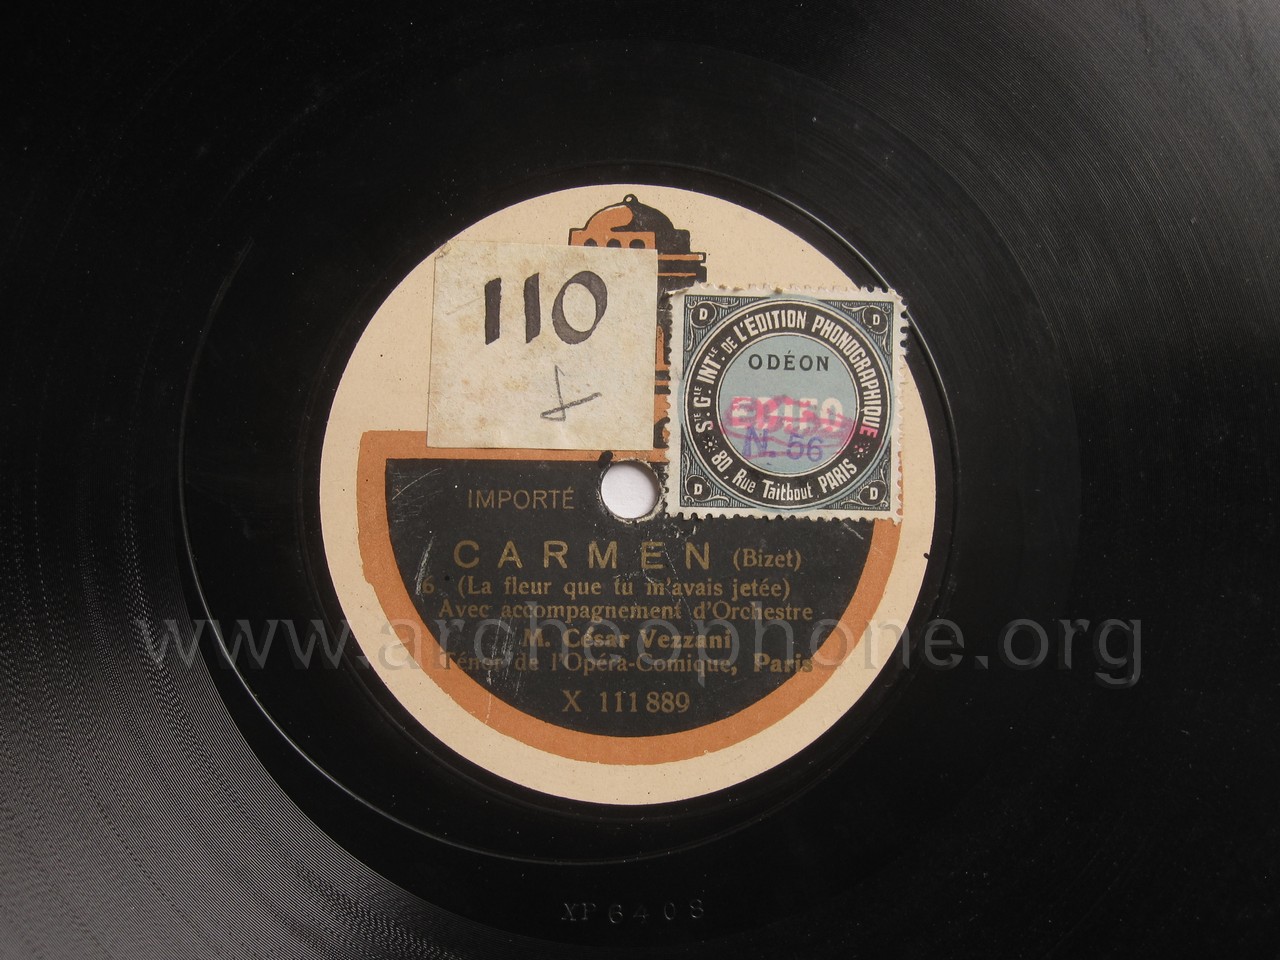 110
D D
Sté Gle INTle DE L'ÉDITION PHONOGRAPHIQUE
ODÉON
EDIFO
N. 56
80, Rue Taitbout, PARIS
D D
IMPORTÉ
CARMEN (Bizet)
6 (La fleur que tu m'avais jetée)
Avec accompagnement d'Orchestre
M. César Vezzani
Ténor de l'Opéra-Comique, Paris
X 111889
www.archeophone.org
XP 6408